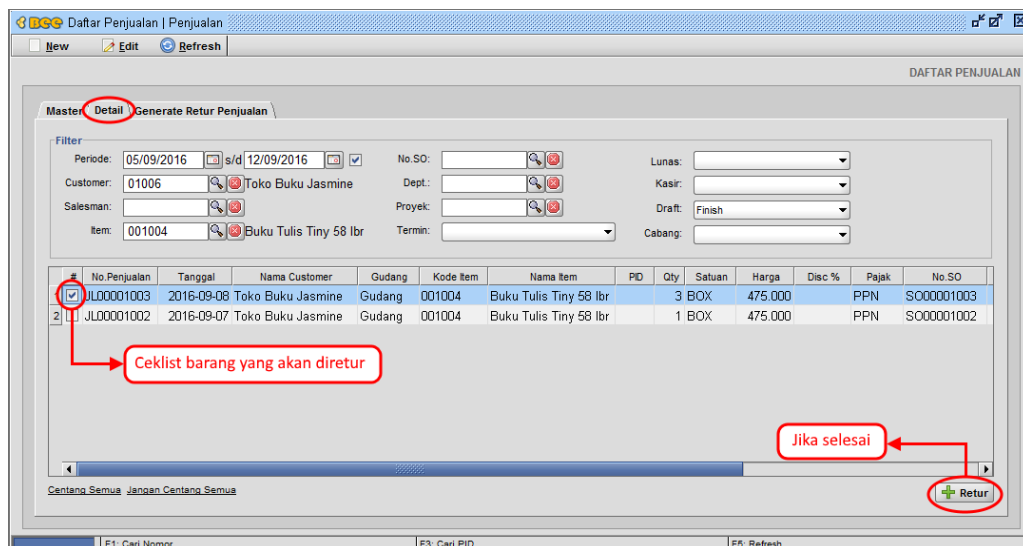 Bee Daftar Penjualan | Penjualan
New Edit Refresh
DAFTAR PENJUALAN
Master Detail Generate Retur Penjualan
Filter
Periode: 05/09/2016 s/d 12/09/2016 No.SO: Lunas:
Customer: 01006 Toko Buku Jasmine Dept.: Kasir:
Salesman: Proyek: Draft: Finish
Item: 001004 Buku Tulis Tiny 58 lbr Termin: Cabang:
# No.Penjualan Tanggal Nama Customer Gudang Kode Item Nama Item PID Qty Satuan Harga Disc % Pajak No.SO
1 JL00001003 2016-09-08 Toko Buku Jasmine Gudang 001004 Buku Tulis Tiny 58 lbr 3 BOX 475.000 PPN SO00001003
2 JL00001002 2016-09-07 Toko Buku Jasmine Gudang 001004 Buku Tulis Tiny 58 lbr 1 BOX 475.000 PPN SO00001002
Ceklist barang yang akan diretur
Jika selesai
Centang Semua Jangan Centang Semua
Retur
F1: Cari Nomor F3: Cari PID F5: Refresh